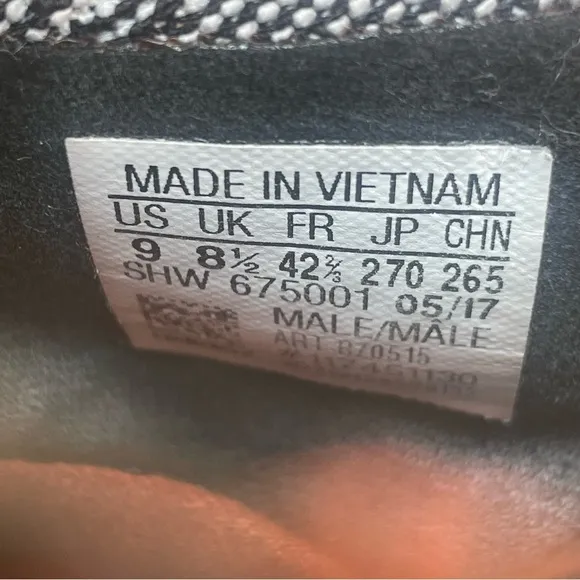 MADE IN VIETNAM
US UK FR JP CHN
9 8½ 42⅔ 270 265
SHW 675001 05/17
MALE/MÂLE
ART BZ0515